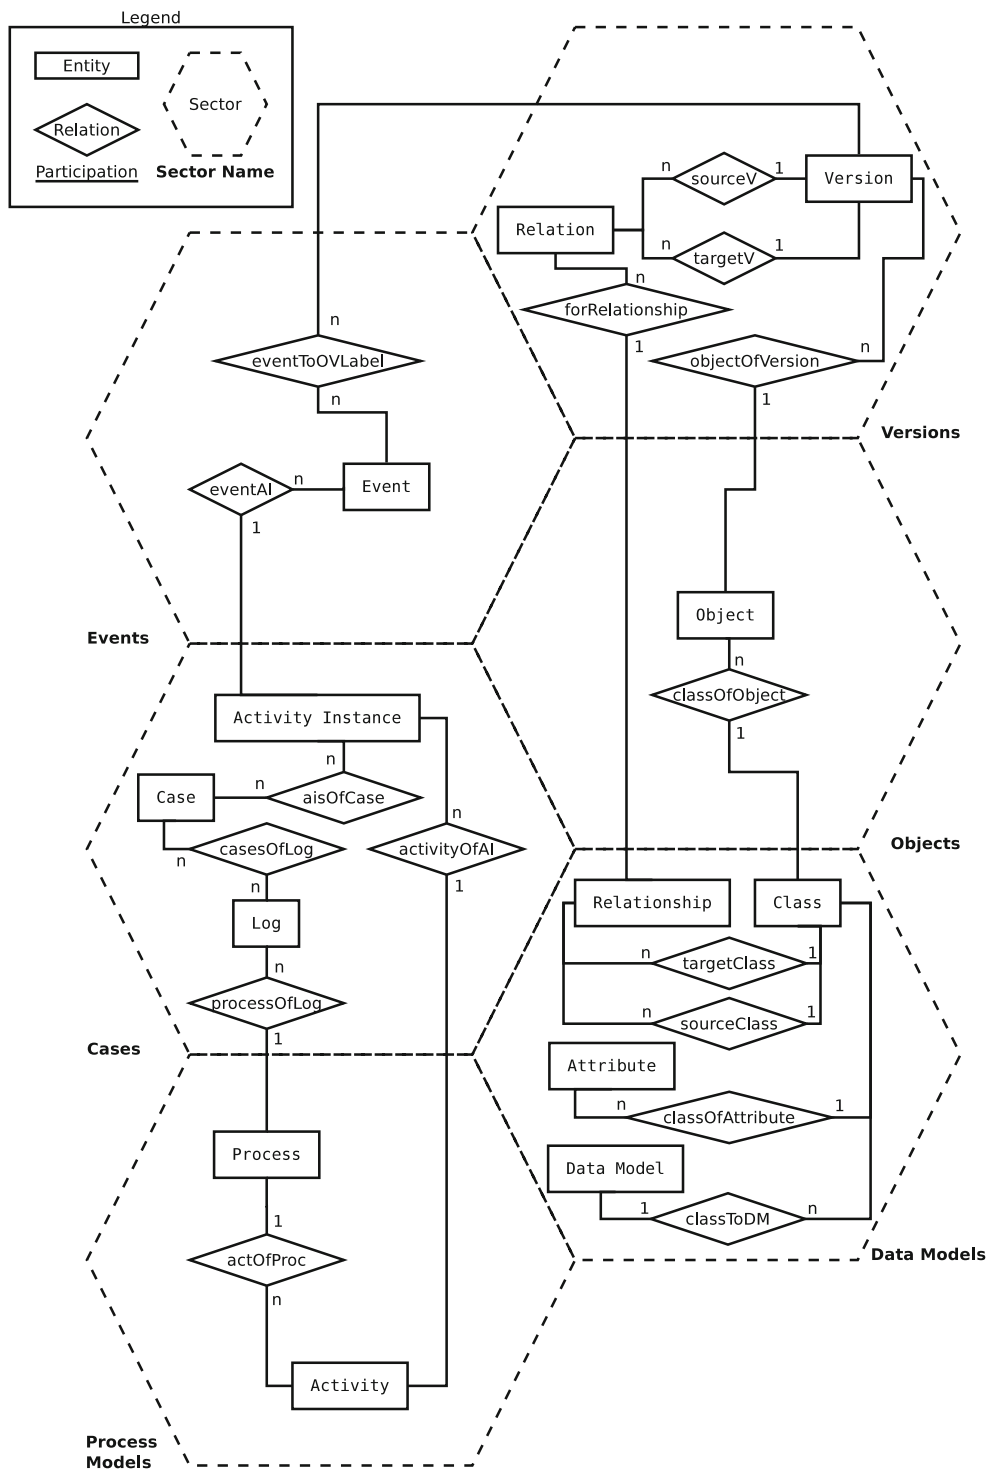 Legend
Entity
Sector
Relation
Participation
Sector Name
n
sourceV
1
Version
Relation
n
targetV
1
n
forRelationship
1
n
eventToOVLabel
n
objectOfVersion
n
1
Versions
eventAI
n
Event
1
Object
Events
n
classOfObject
1
Activity Instance
n
Case
n
aisOfCase
n
casesOfLog
n
activityOfAI
n
1
Objects
Log
Relationship
Class
n
targetClass
1
n
processOfLog
n
sourceClass
1
1
Cases
Attribute
n
classOfAttribute
1
Process
Data Model
1
classToDM
n
1
actOfProc
n
Data Models
Activity
Process
Models